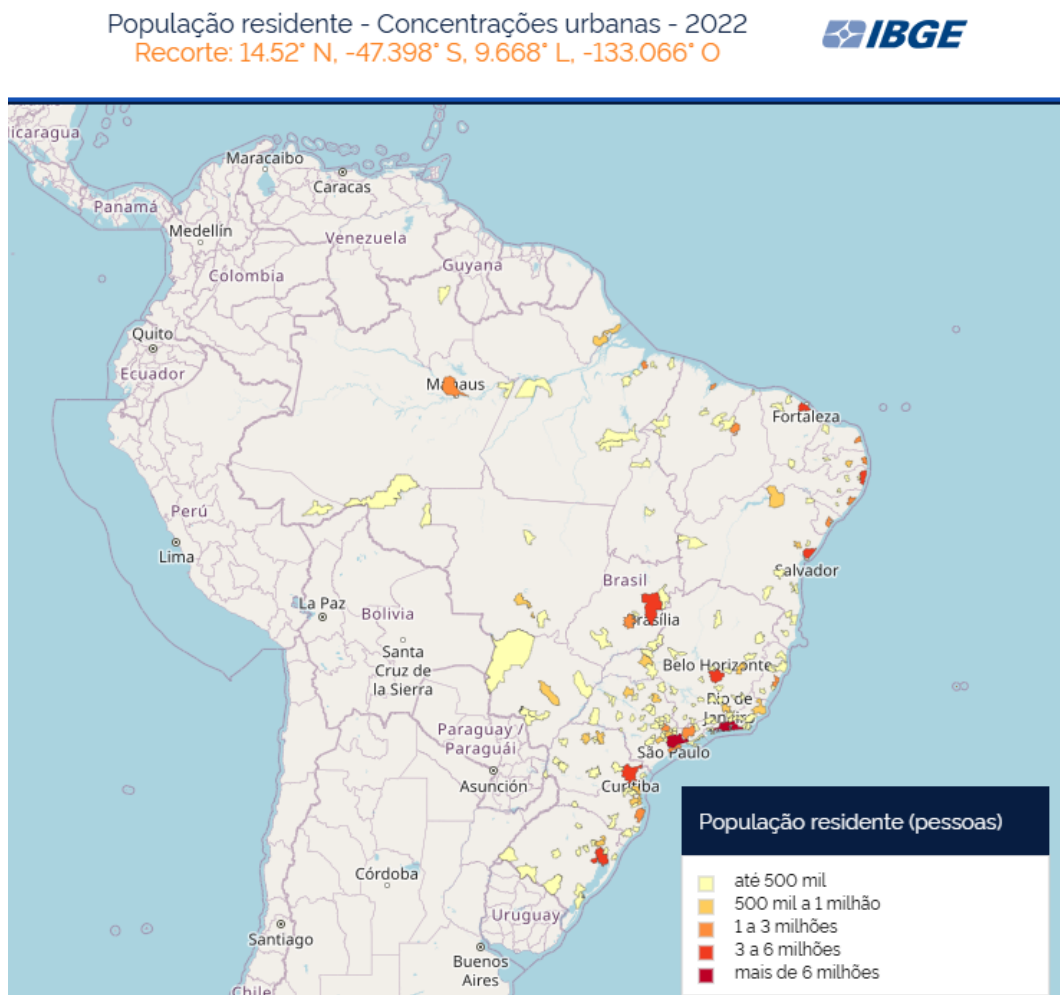 População residente - Concentrações urbanas - 2022
Recorte: 14.52° N, -47.398° S, 9.668° L, -133.066° O
IBGE
icaragua
Maracaibo
Caracas
Panamá
Medellín
Venezuela
Guyana
Colombia
Quito
Ecuador
Manaus
Fortaleza
Perú
Lima
Salvador
Brasil
La Paz
Bolivia
Brasília
Santa
Cruz de
la Sierra
Belo Horizonte
Rio de
Janeiro
Paraguay /
Paraguái
São Paulo
Asunción
Curitiba
Córdoba
Uruguay
Santiago
Buenos
Aires
Chile
População residente (pessoas)
até 500 mil
500 mil a 1 milhão
1 a 3 milhões
3 a 6 milhões
mais de 6 milhões